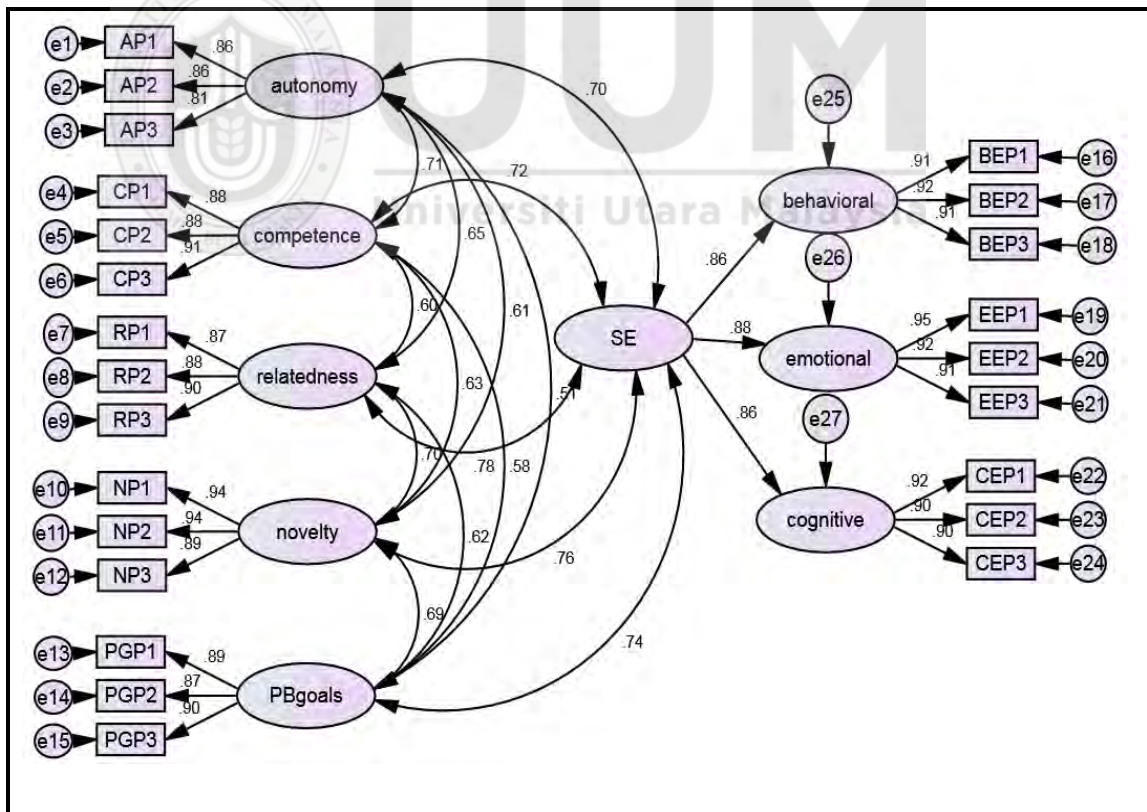 UUM
Universiti Utara Malaysia
e1 AP1 .86
e2 AP2 .86
e3 AP3 .81
autonomy
e4 CP1 .88
e5 CP2 .88
e6 CP3 .91
competence
e7 RP1 .87
e8 RP2 .88
e9 RP3 .90
relatedness
e10 NP1 .94
e11 NP2 .94
e12 NP3 .89
novelty
e13 PGP1 .89
e14 PGP2 .87
e15 PGP3 .90
PBgoals
.70
.72
.71
.65
.61
.60
.63
.51
.70
.78
.58
.62
.76
.69
.74
SE
.86
.88
.86
e25
behavioral
.91 BEP1 e16
.92 BEP2 e17
.91 BEP3 e18
e26
emotional
.95 EEP1 e19
.92 EEP2 e20
.91 EEP3 e21
e27
cognitive
.92 CEP1 e22
.90 CEP2 e23
.90 CEP3 e24